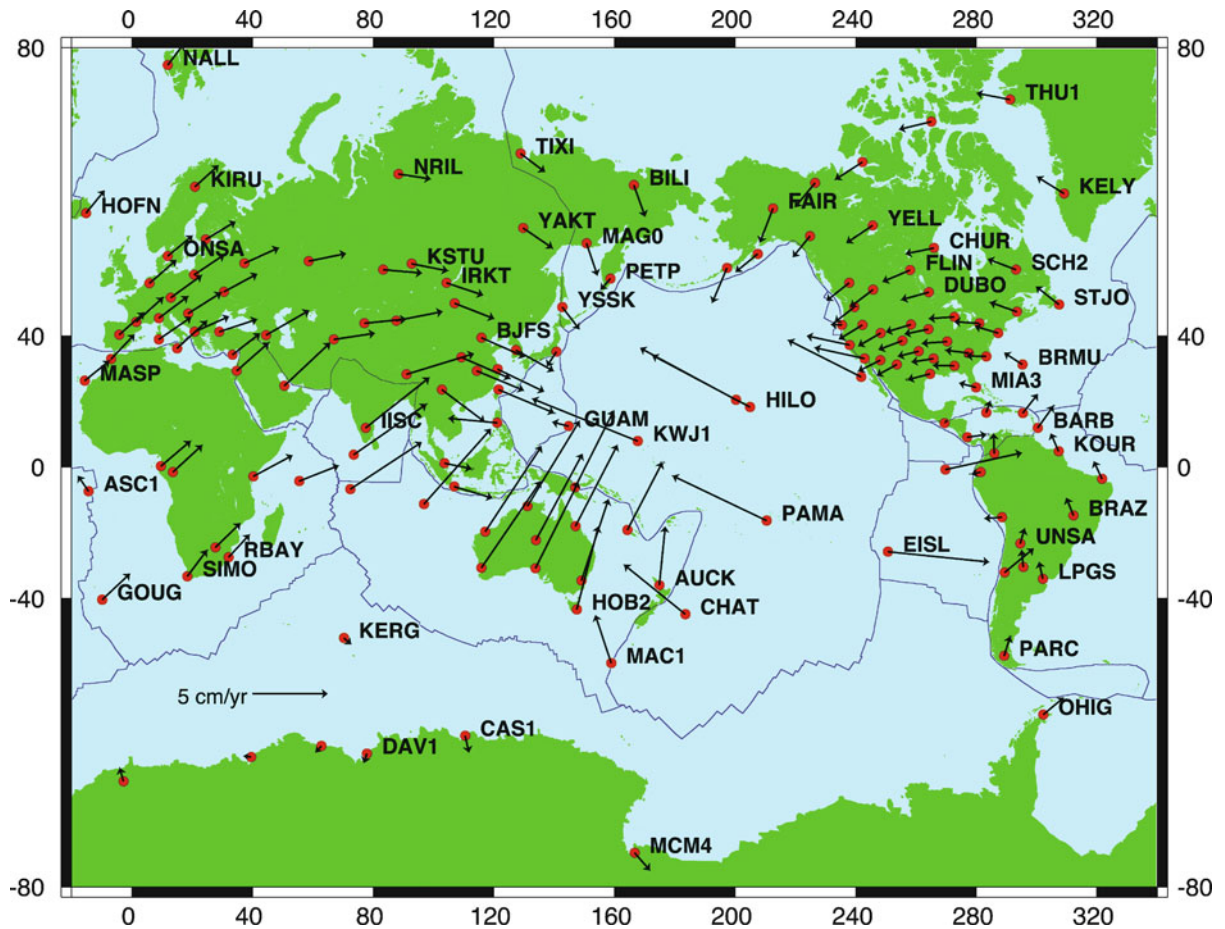 0 40 80 120 160 200 240 280 320
80 80
NALL
THU1
TIXI
NRIL
KIRU
BILI
KELY
HOFN
FAIR
YELL
YAKT
MAG0
ONSA
CHUR
KSTU
FLIN
SCH2
IRKT
PETP
DUBO
STJO
YSSK
40 BJFS 40
BRMU
MASP
MIA3
HILO
IISC
GUAM
BARB
KWJ1
KOUR
0 0
ASC1
BRAZ
PAMA
UNSA
EISL
RBAY
SIMO
LPGS
AUCK
GOUG
-40 HOB2 -40
CHAT
KERG
PARC
MAC1
5 cm/yr
OHIG
CAS1
DAV1
MCM4
-80 -80
0 40 80 120 160 200 240 280 320